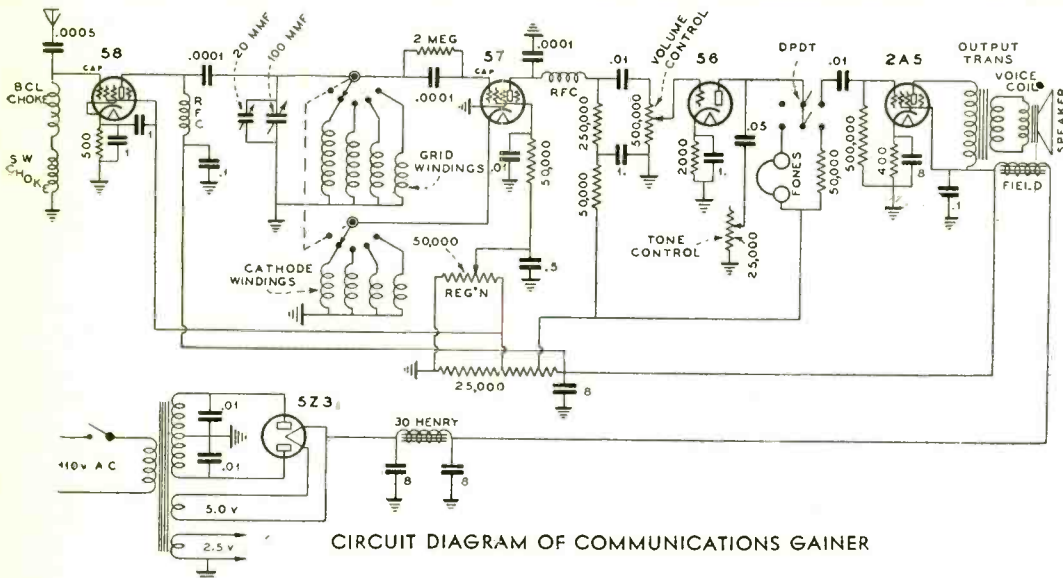 .0005
58
CAP
.0001
20 MMF
100 MMF
2 MEG
.0001
57
CAP
.0001
RFC
.01
VOLUME
CONTROL
56
DPDT
.01
2A5
OUTPUT
TRANS
VOICE
COIL
SPEAKER
BCL
CHOKE
SW
CHOKE
500
.1
.1
RFC
.1
GRID
WINDINGS
.01
50,000
250,000
50,000
500,000
1.
2000
1.
.05
FONES
50,000
500,000
400
8
.1
FIELD
TONE
CONTROL
25,000
CATHODE
WINDINGS
50,000
REG'N
.5
25,000
8
5Z3
.01
.01
110V AC
5.0 V
2.5 V
30 HENRY
8
8
CIRCUIT DIAGRAM OF COMMUNICATIONS GAINER